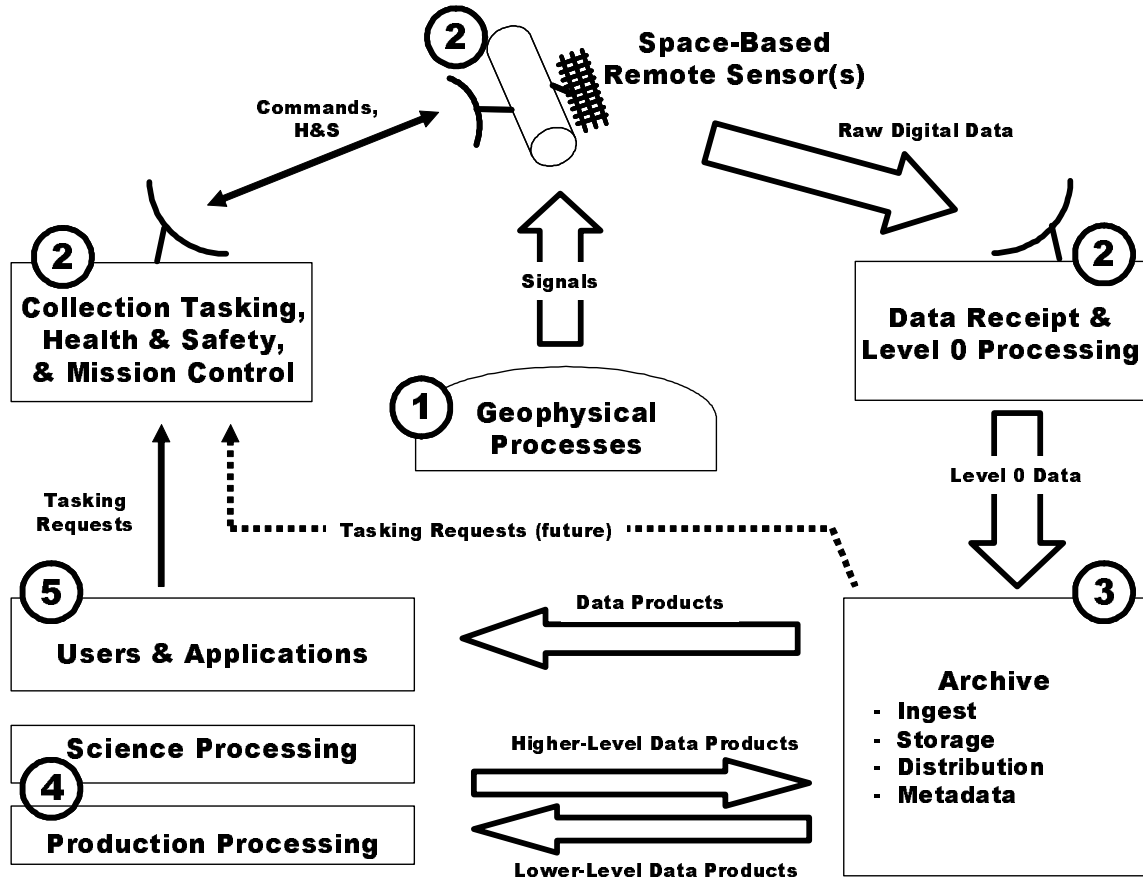 2
Space-Based
Remote Sensor(s)
Commands,
H&S
Raw Digital Data
2
Collection Tasking,
Health & Safety,
& Mission Control
Signals
2
Data Receipt &
Level 0 Processing
1
Geophysical
Processes
Level 0 Data
Tasking
Requests
Tasking Requests (future)
5
Users & Applications
Data Products
3
Archive
- Ingest
- Storage
- Distribution
- Metadata
Science Processing
4
Production Processing
Higher-Level Data Products
Lower-Level Data Products